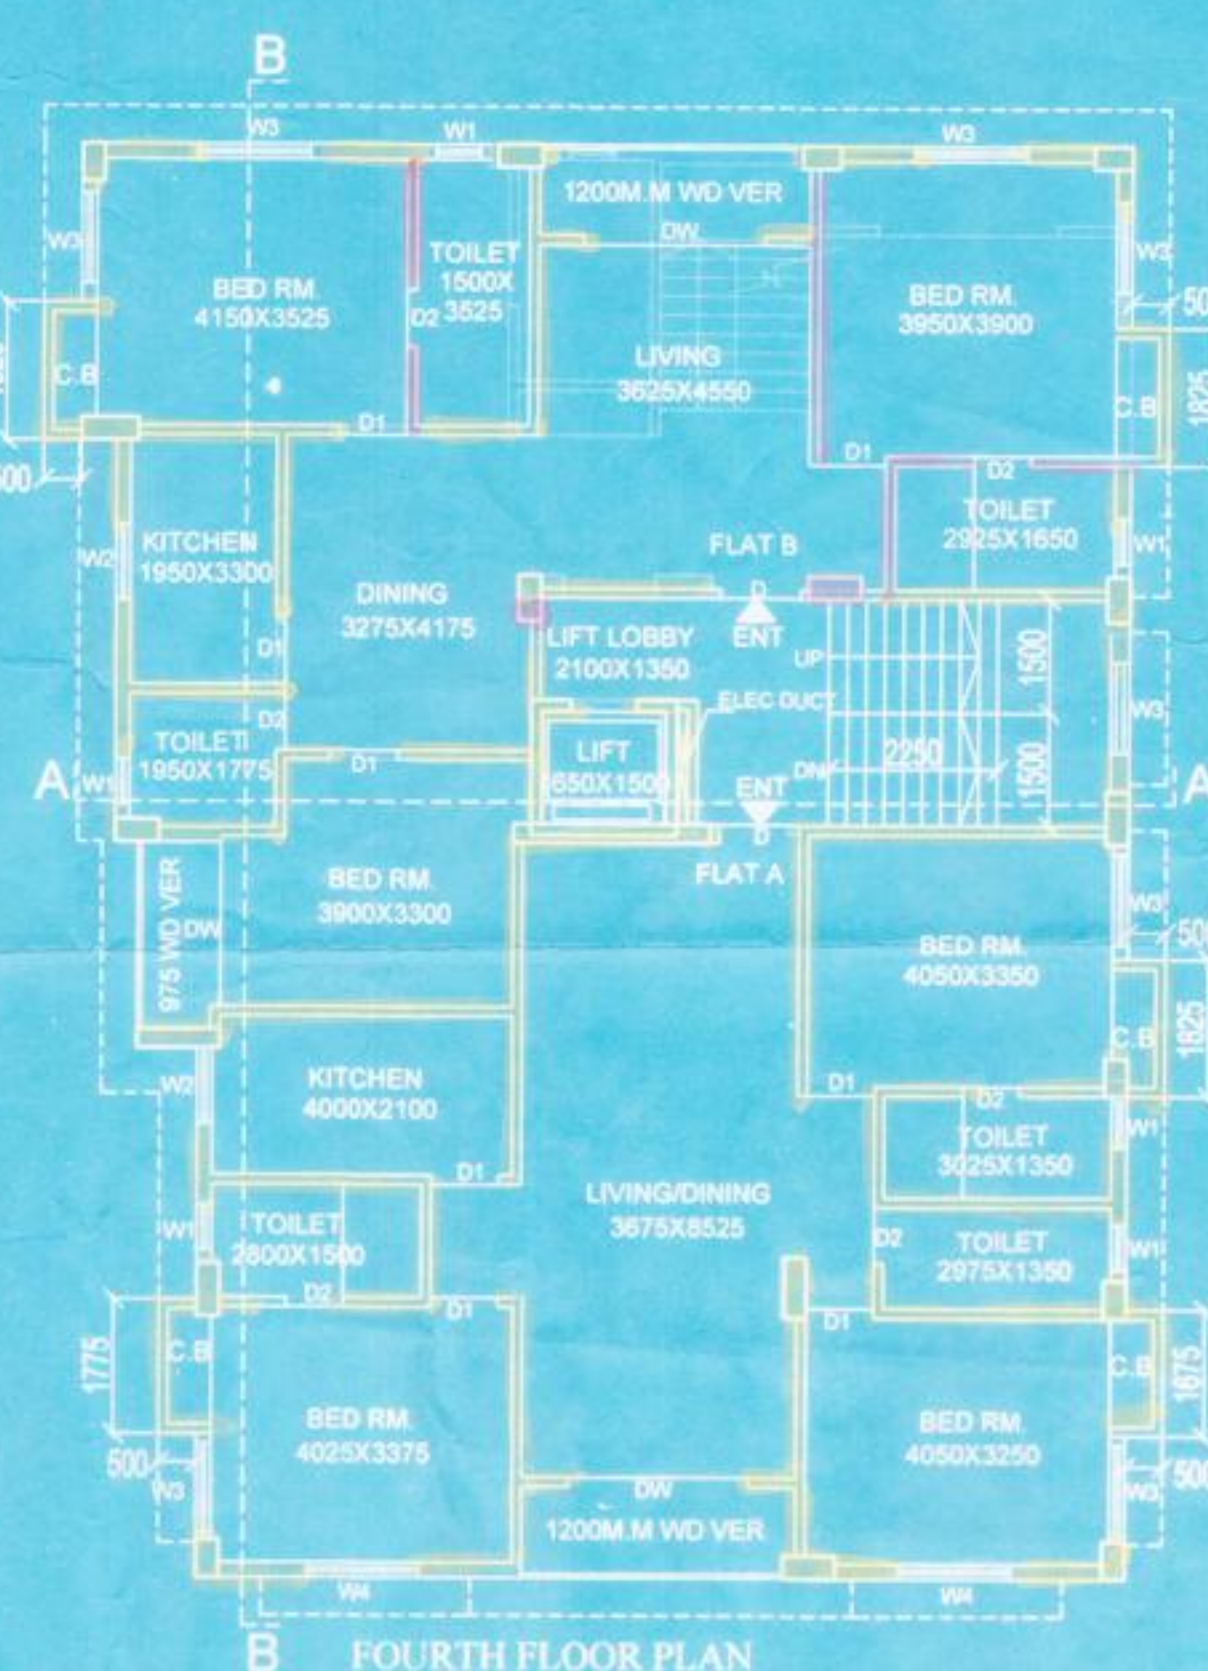 B
W3 W1 W3
1200M.M WD VER
DW
W3
TOILET
1500X
3525
W3
BED RM.
4150X3525
D2
BED RM.
3950X3900
LIVING
3625X4550
C.B
C.B
1825
D1
D1
D2
TOILET
2925X1650
KITCHEN
1950X3300
W2
FLAT B
W1
DINING
3275X4175
D
ENT
LIFT LOBBY
2100X1350
D1
UP
1500
ELEC DUCT
D2
W3
TOILET
1950X1775
LIFT
1500
2250
D1
DN
A
W1
ENT
A
D
FLAT A
BED RM.
3900X3300
975 WD VER
DW
W3
BED RM.
4050X3350
C.B
1825
KITCHEN
4000X2100
W2
D1
D2
TOILET
3025X1350
W1
D1
LIVING/DINING
3675X8525
TOILET
2800X1500
W1
D2
TOILET
2975X1350
W1
D2
D1
D1
1775
C.B
C.B
1675
BED RM.
4025X3375
BED RM.
4050X3250
500
W3
DW
W3
1200M.M WD VER
W4 W4
B
FOURTH FLOOR PLAN